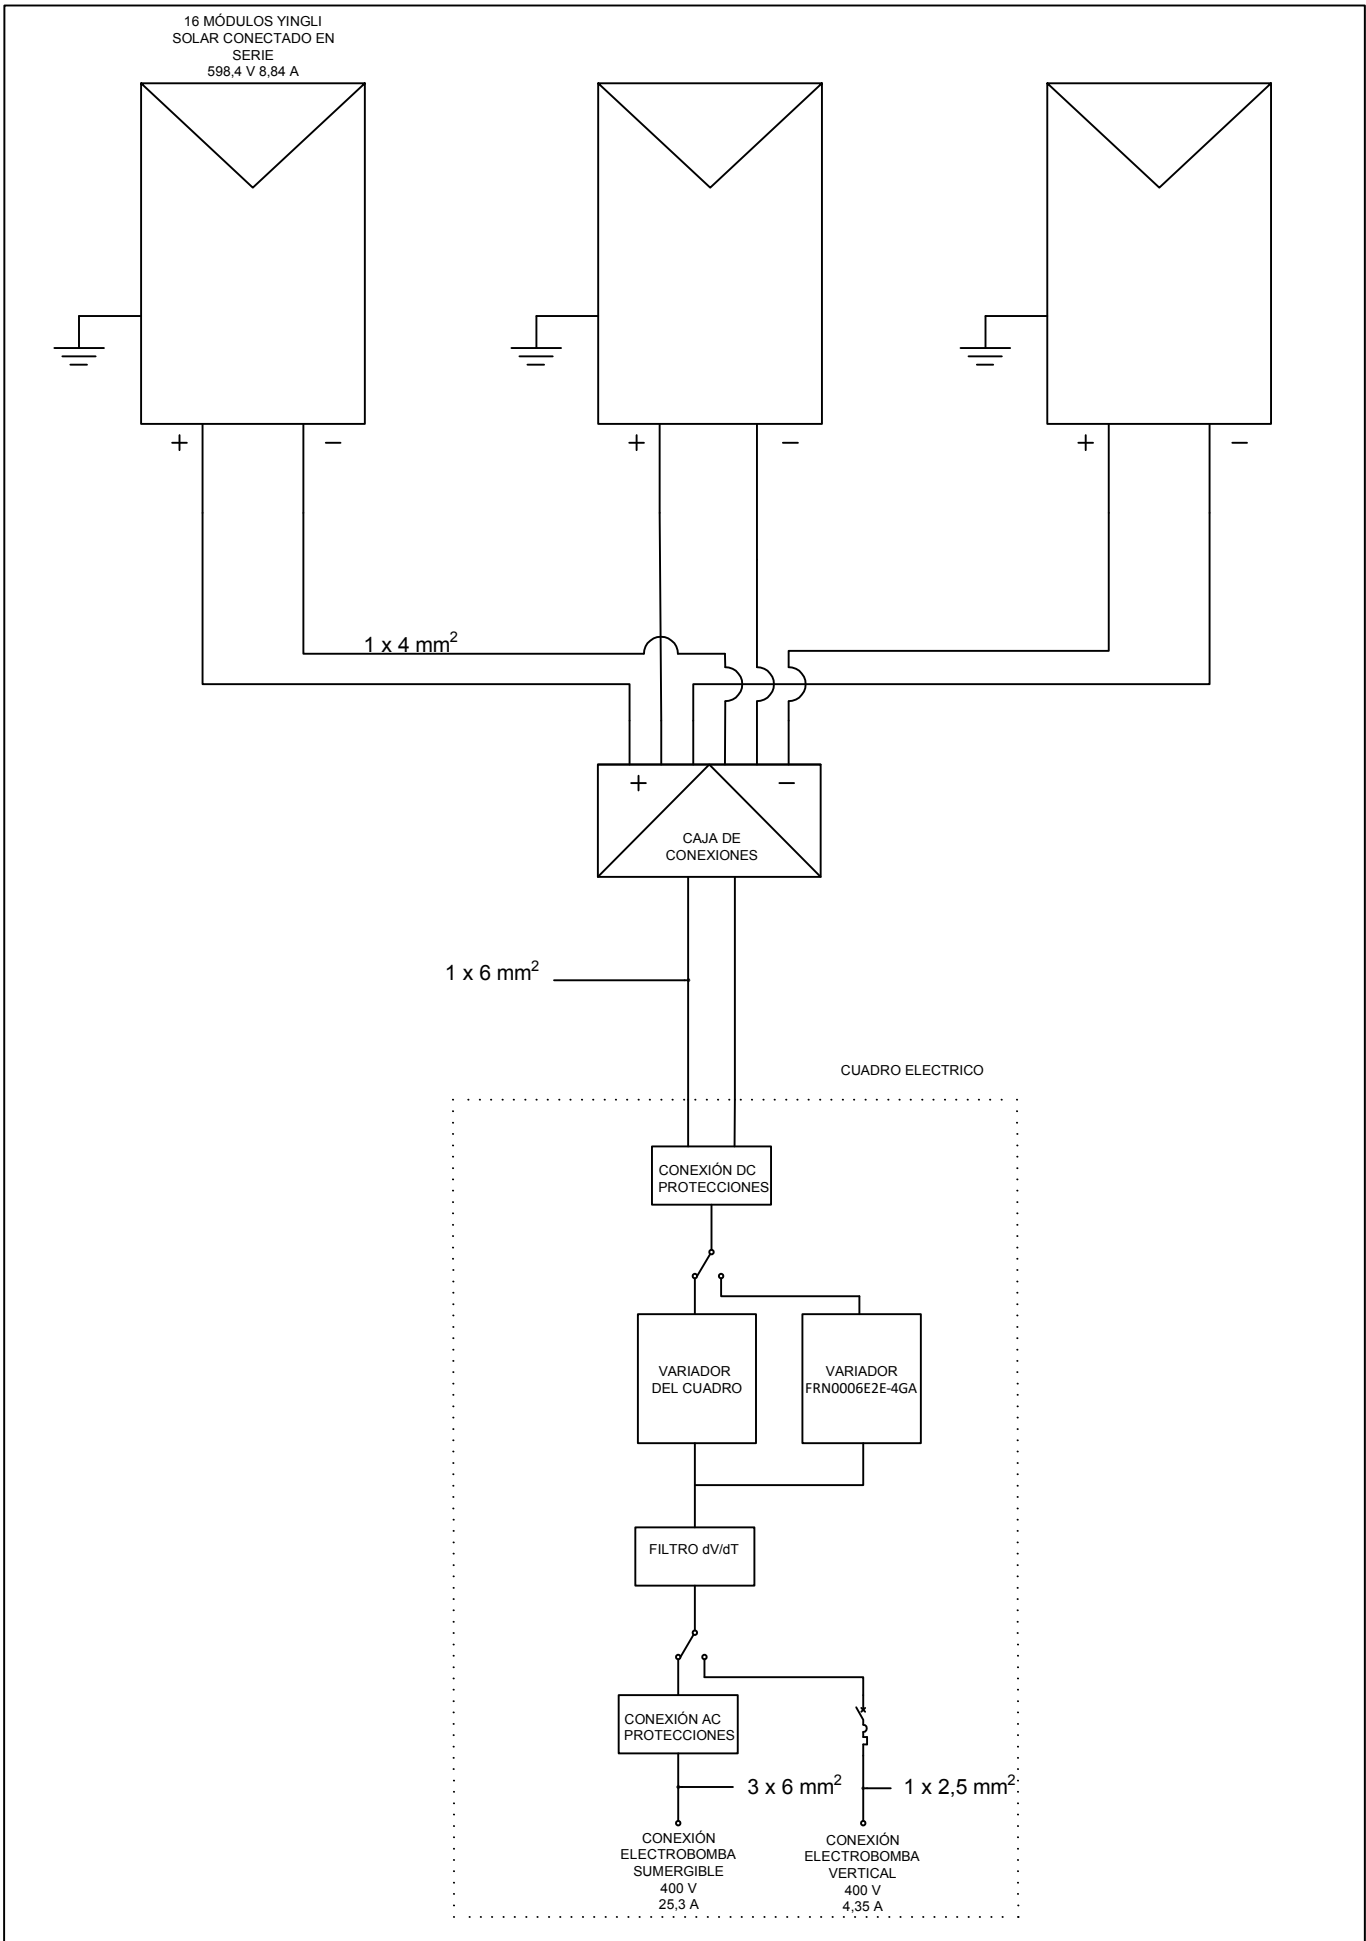 16 MÓDULOS YINGLI
SOLAR CONECTADO EN
SERIE
598,4 V 8,84 A
+ −
+ −
+ −
1 x 4 mm²
+ −
CAJA DE
CONEXIONES
1 x 6 mm²
CUADRO ELECTRICO
CONEXIÓN DC
PROTECCIONES
VARIADOR
DEL CUADRO
VARIADOR
FRN0006E2E-4GA
FILTRO dV/dT
CONEXIÓN AC
PROTECCIONES
3 x 6 mm²
1 x 2,5 mm²
CONEXIÓN
ELECTROBOMBA
SUMERGIBLE
400 V
25,3 A
CONEXIÓN
ELECTROBOMBA
VERTICAL
400 V
4,35 A